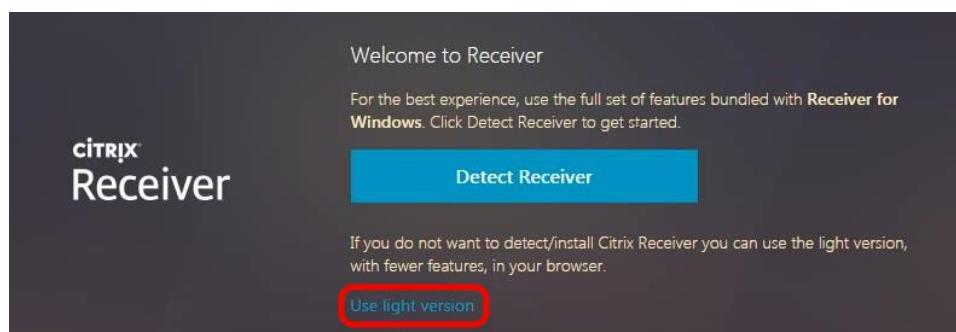 Welcome to Receiver
For the best experience, use the full set of features bundled with Receiver for
Windows. Click Detect Receiver to get started.
CİTRIX
Receiver
Detect Receiver
If you do not want to detect/install Citrix Receiver you can use the light version,
with fewer features, in your browser.
Use light version